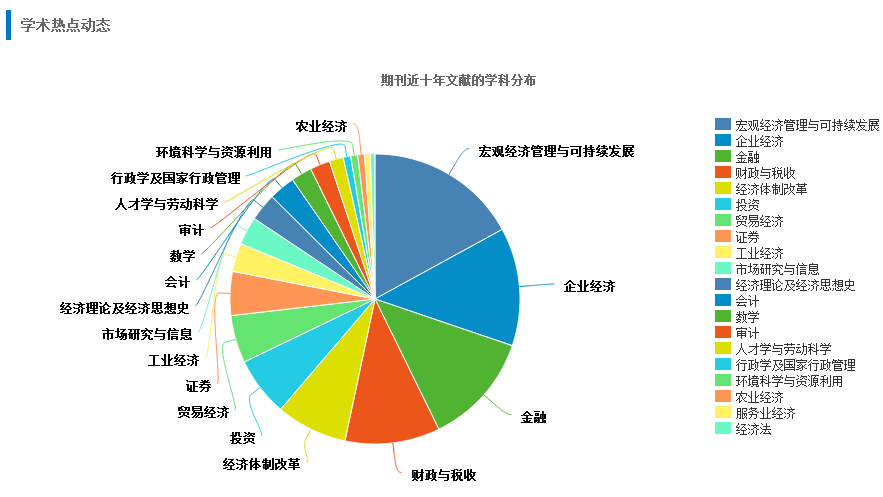 学术热点动态
期刊近十年文献的学科分布
农业经济
环境科学与资源利用
行政学及国家行政管理
人才学与劳动科学
审计
数学
会计
经济理论及经济思想史
市场研究与信息
工业经济
证券
贸易经济
投资
经济体制改革
宏观经济管理与可持续发展
企业经济
金融
财政与税收
宏观经济管理与可持续发展
企业经济
金融
财政与税收
经济体制改革
投资
贸易经济
证券
工业经济
市场研究与信息
经济理论及经济思想史
会计
数学
审计
人才学与劳动科学
行政学及国家行政管理
环境科学与资源利用
农业经济
服务业经济
经济法